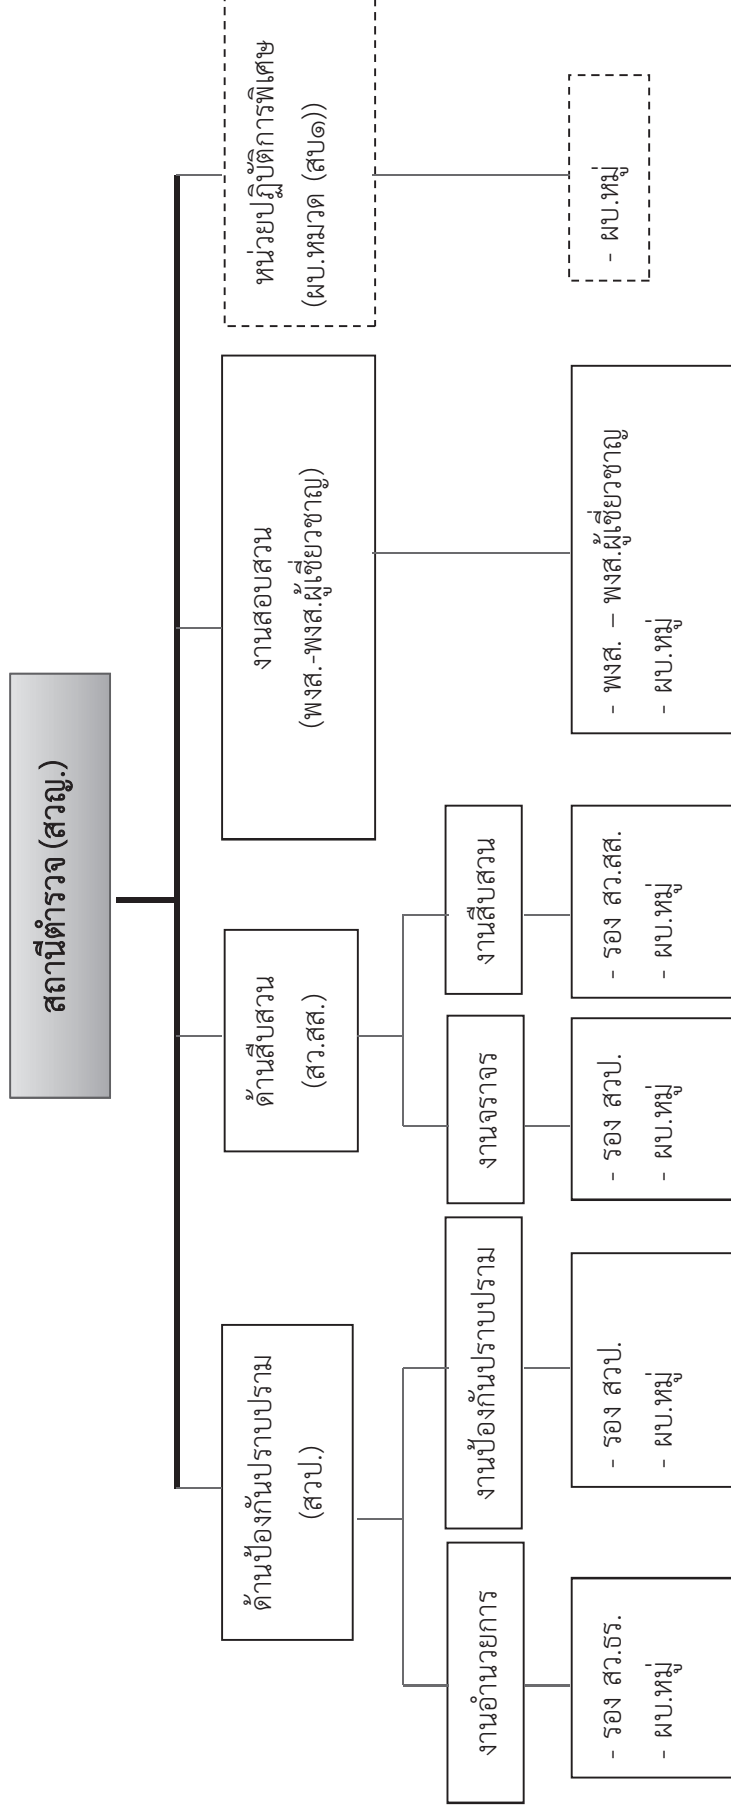 สถานีตำรวจ (สวญ.)
ด้านป้องกันปราบปราม
(สวป.)
ด้านสืบสวน
(สว.สส.)
งานสอบสวน
(พงส.-พงส.ผู้เชี่ยวชาญ)
หน่วยปฏิบัติการพิเศษ
(ผบ.หมวด (สบ๑))
งานอำนวยการ
งานป้องกันปราบปราม
งานจราจร
งานสืบสวน
- รอง สว.ธร.
- ผบ.หมู่
- รอง สวป.
- ผบ.หมู่
- รอง สวป.
- ผบ.หมู่
- รอง สว.สส.
- ผบ.หมู่
- พงส. – พงส.ผู้เชี่ยวชาญ
- ผบ.หมู่
- ผบ.หมู่